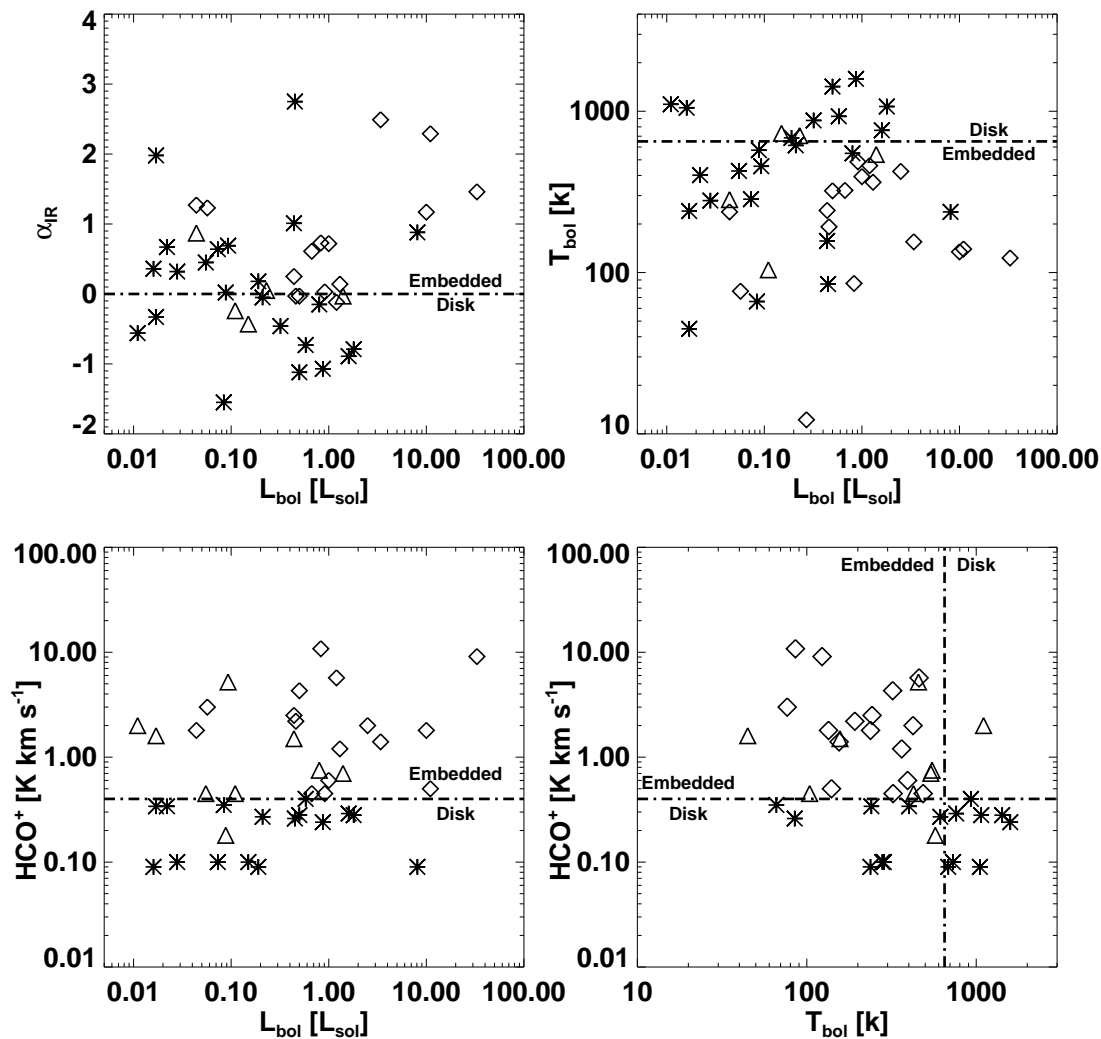 4
3
2
1
0
-1
-2
α_IR
Embedded
Disk
0.01 0.10 1.00 10.00 100.00
L_bol [L_sol]
1000
100
10
T_bol [k]
Disk
Embedded
0.01 0.10 1.00 10.00 100.00
L_bol [L_sol]
100.00
10.00
1.00
0.10
0.01
HCO⁺ [K km s⁻¹]
Embedded
Disk
0.01 0.10 1.00 10.00 100.00
L_bol [L_sol]
100.00
10.00
1.00
0.10
0.01
HCO⁺ [K km s⁻¹]
Embedded Disk
Embedded
Disk
10 100 1000
T_bol [k]